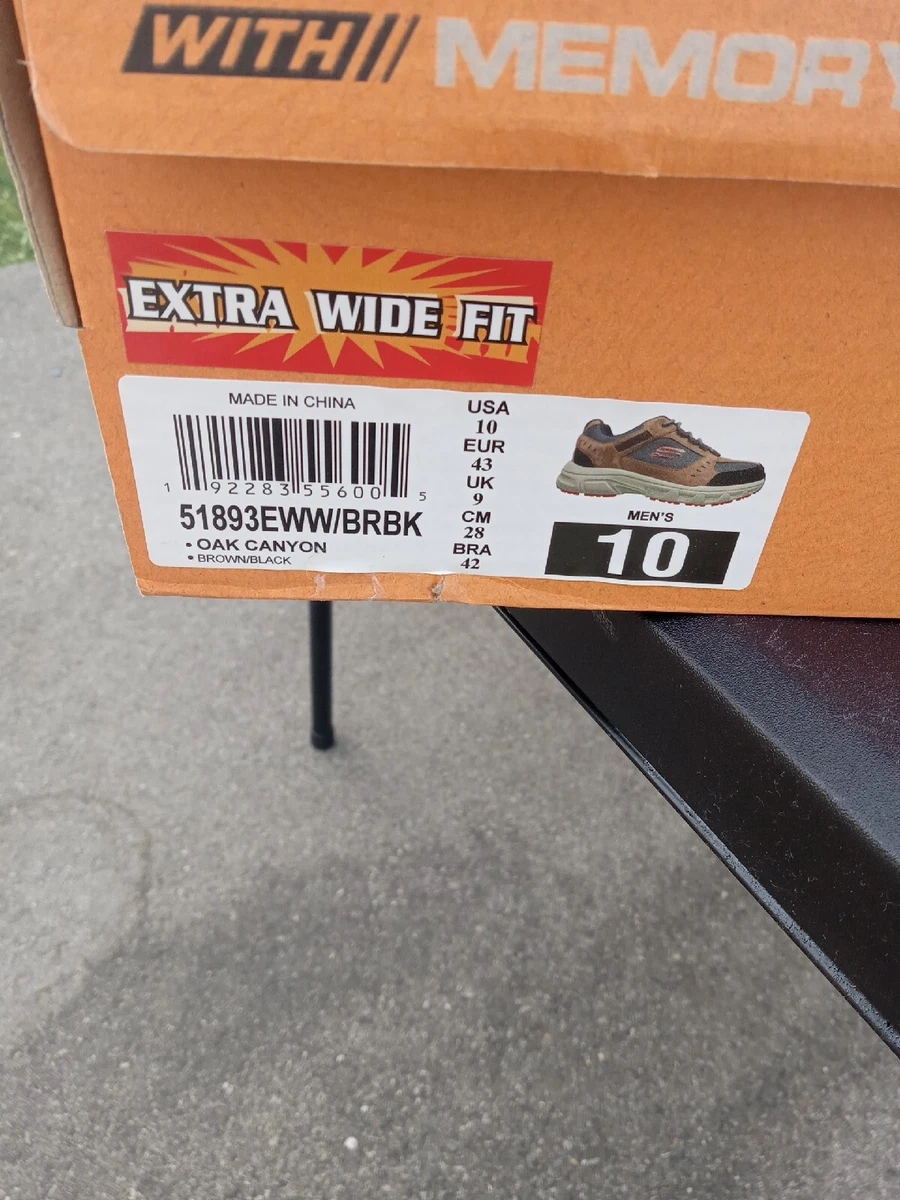 WITH
MEMORY
EXTRA WIDE FIT
MADE IN CHINA
1 92283 55600 5
51893EWW/BRBK
• OAK CANYON
• BROWN/BLACK
USA
10
EUR
43
UK
9
CM
28
BRA
42
MEN'S
10